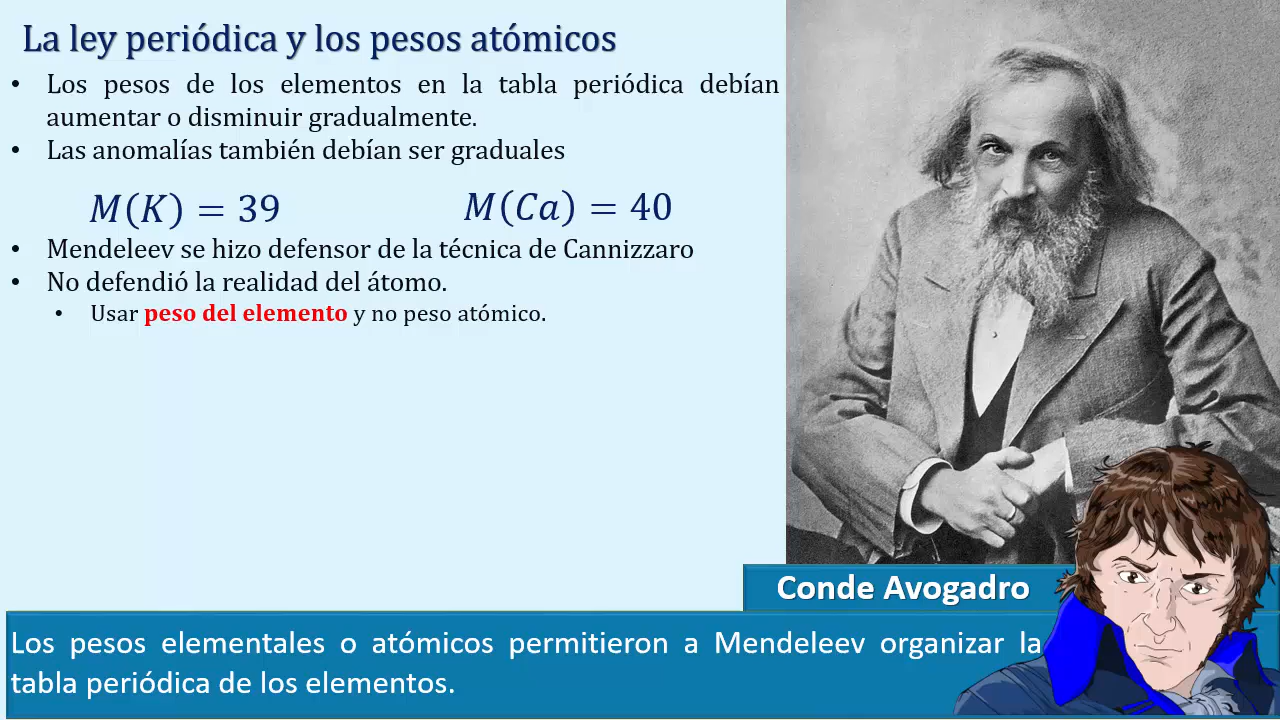 La ley periódica y los pesos atómicos
• Los pesos de los elementos en la tabla periódica debían
aumentar o disminuir gradualmente.
• Las anomalías también debían ser graduales
M(K) = 39 M(Ca) = 40
• Mendeleev se hizo defensor de la técnica de Cannizzaro
• No defendió la realidad del átomo.
• Usar peso del elemento y no peso atómico.
Conde Avogadro
Los pesos elementales o atómicos permitieron a Mendeleev organizar la
tabla periódica de los elementos.